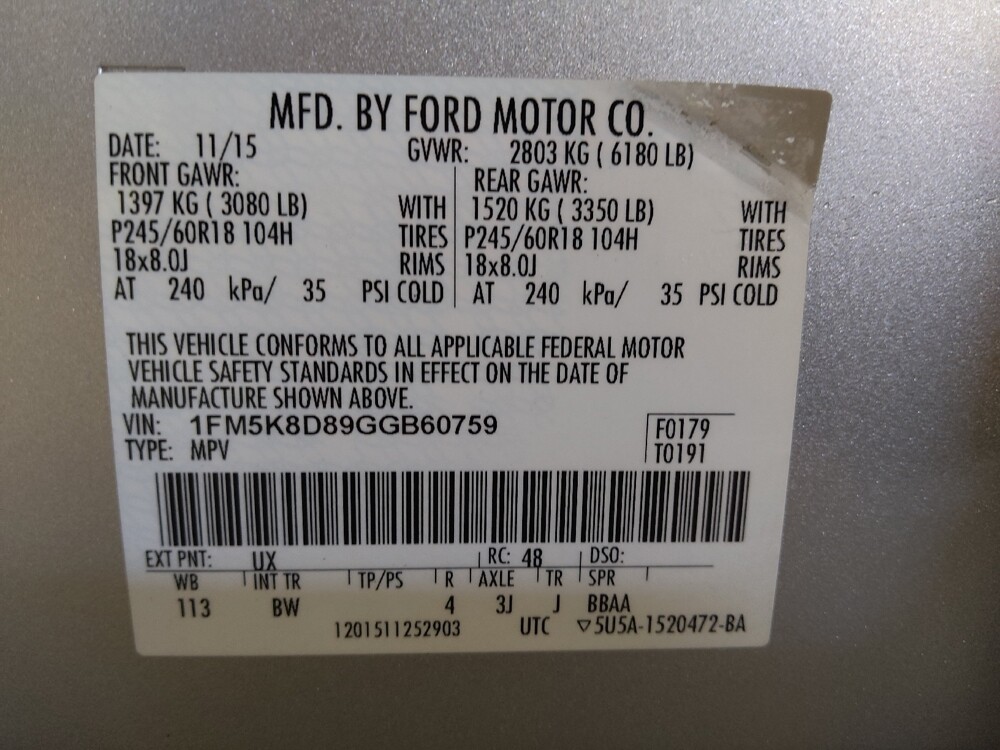 MFD. BY FORD MOTOR CO.
DATE: 11/15 GVWR: 2803 KG ( 6180 LB)
FRONT GAWR: REAR GAWR:
1397 KG ( 3080 LB) WITH 1520 KG ( 3350 LB) WITH
P245/60R18 104H TIRES P245/60R18 104H TIRES
18x8.0J RIMS 18x8.0J RIMS
AT 240 kPa/ 35 PSI COLD AT 240 kPa/ 35 PSI COLD
THIS VEHICLE CONFORMS TO ALL APPLICABLE FEDERAL MOTOR
VEHICLE SAFETY STANDARDS IN EFFECT ON THE DATE OF
MANUFACTURE SHOWN ABOVE.
VIN: 1FM5K8D89GGB60759 F0179
TYPE: MPV T0191
EXT PNT: UX RC: 48 DSO:
WB INT TR TP/PS R AXLE TR SPR
113 BW 4 3J J BBAA
1201511252903 UTC ▽5U5A-1520472-BA